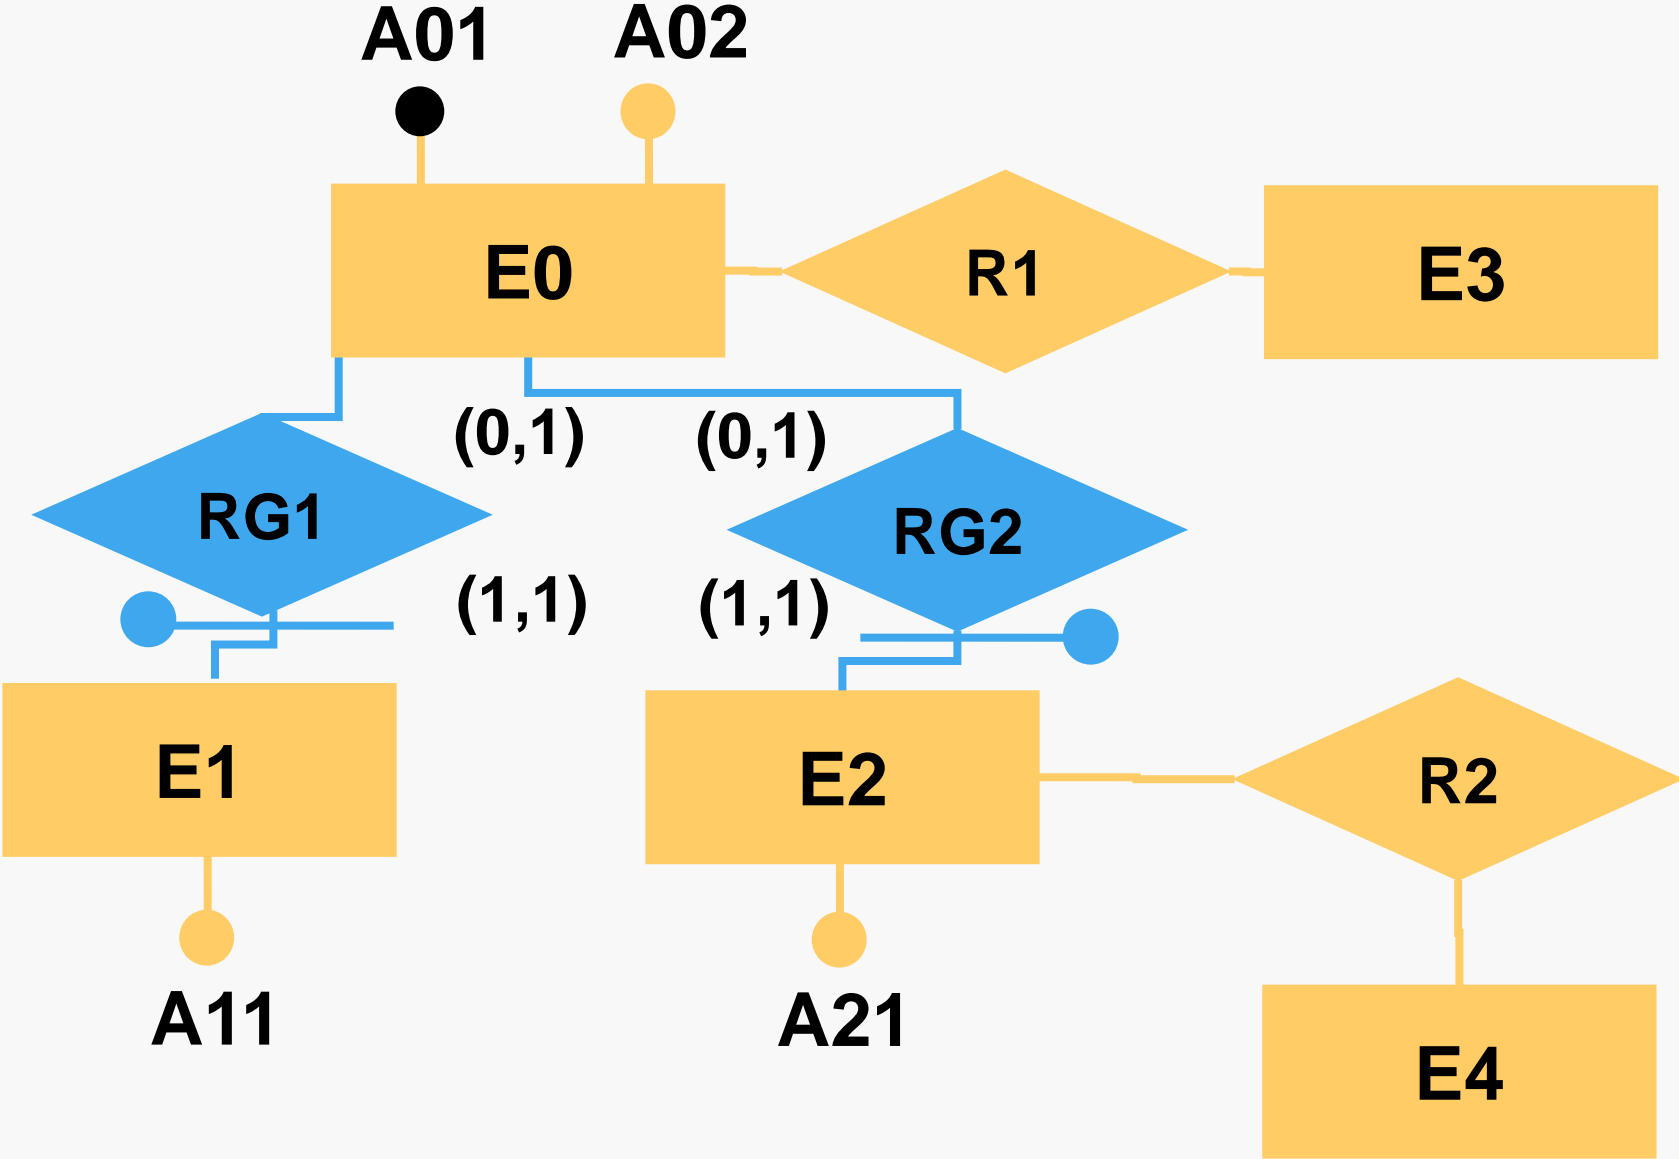 A01
A02
E0
R1
E3
(0,1)
(0,1)
RG1
RG2
(1,1)
(1,1)
E1
E2
R2
A11
A21
E4